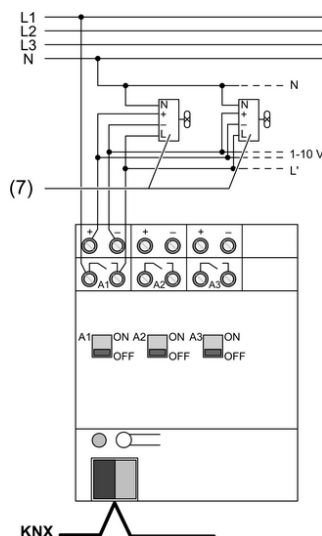 L1
L2
L3
N
N
N
+
–
L
N
+
–
L
1-10 V
L'
(7)
+ – + – + –
A1 A2 A3
A1 ON A2 ON A3 ON
OFF OFF OFF
KNX